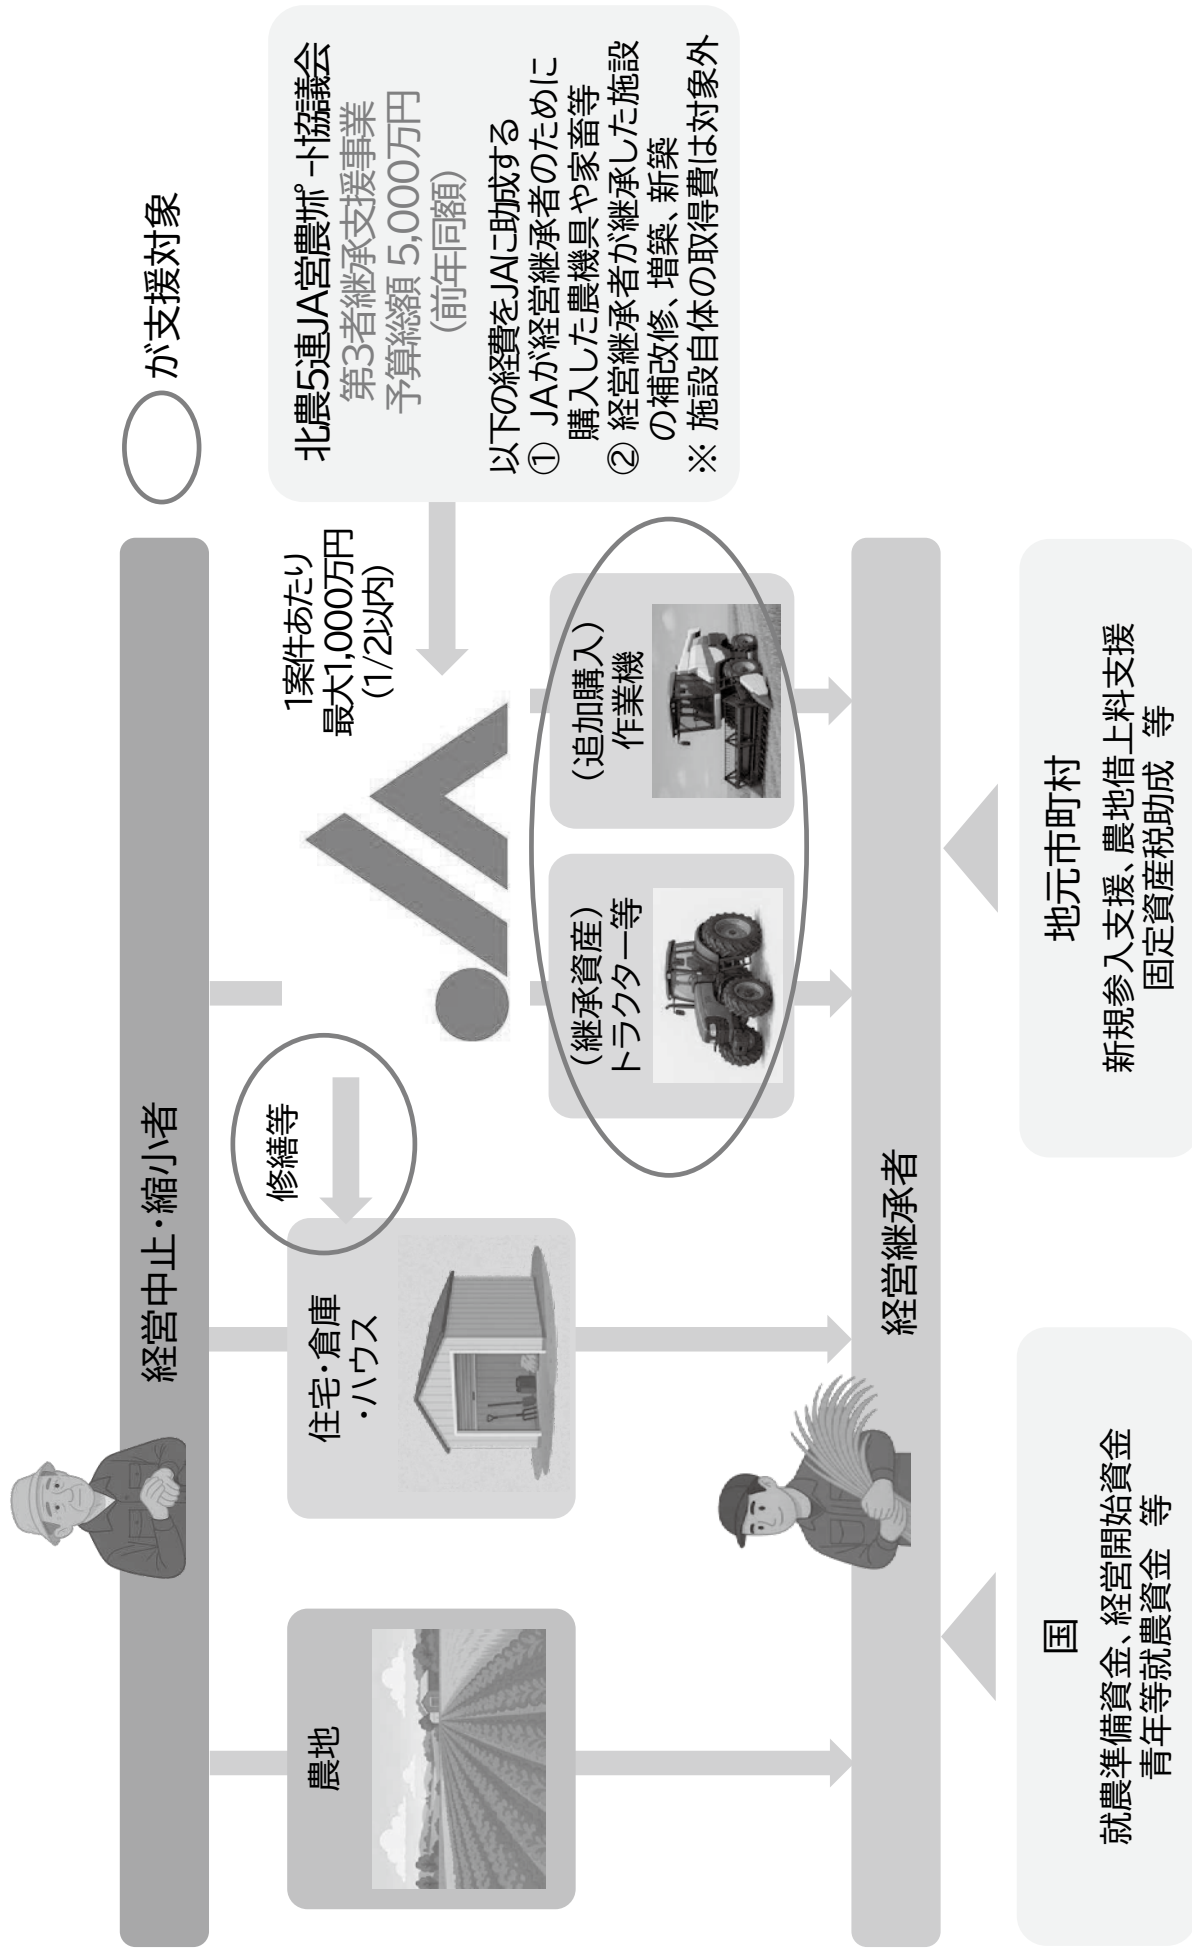 が支援対象
経営中止・縮小者
農地
住宅・倉庫
・ハウス
修繕等
1案件あたり
最大1,000万円
(1/2以内)
北農5連JA営農サポート協議会
第3者継承支援事業
予算総額 5,000万円
(前年同額)
以下の経費をJAに助成する
① JAが経営継承者のために
購入した農機具や家畜等
② 経営継承者が継承した施設
の補改修、増築、新築
※ 施設自体の取得費は対象外
(継承資産)
トラクター等
(追加購入)
作業機
経営継承者
国
就農準備資金、経営開始資金
青年等就農資金 等
地元市町村
新規参入支援、農地借上料支援
固定資産税助成 等